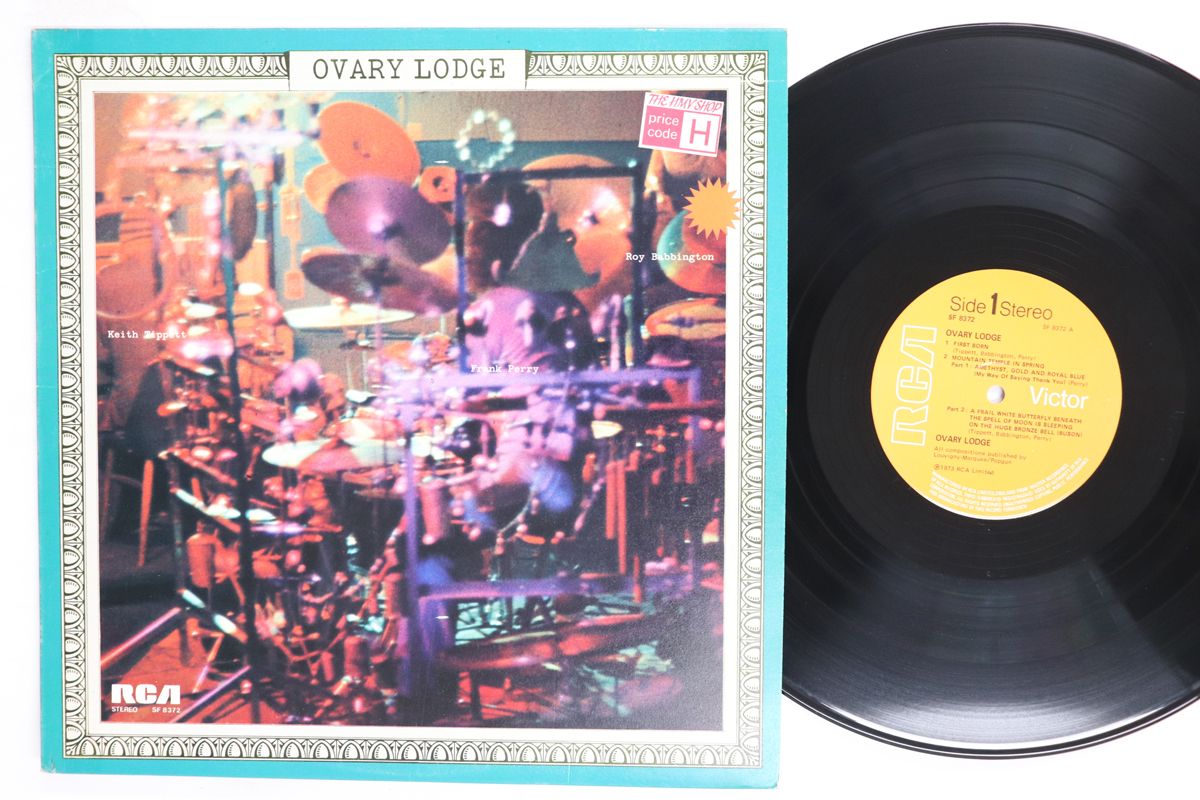 OVARY LODGE
THE HMV SHOP
price
code H
Roy Babbington
Keith Tippett
Frank Perry
RCA
STEREO SF 8372
Side 1 Stereo
SF 8372
SF 8372 A
OVARY LODGE
1 FIRST BORN
(Tippett, Babbington, Perry)
2 MOUNTAIN TEMPLE IN SPRING
Part 1: AMETHYST, GOLD AND ROYAL BLUE
(My Way Of Saying Thank You) (Perry)
RCA
Victor
Part 2: A FRAIL WHITE BUTTERFLY BENEATH
THE SPELL OF MOON IS SLEEPING
ON THE HUGE BRONZE BELL (BUSON)
(Tippett, Babbington, Perry)
OVARY LODGE
All compositions published by
Louvigny-Marquee/Poppyn
℗1973 RCA Limited